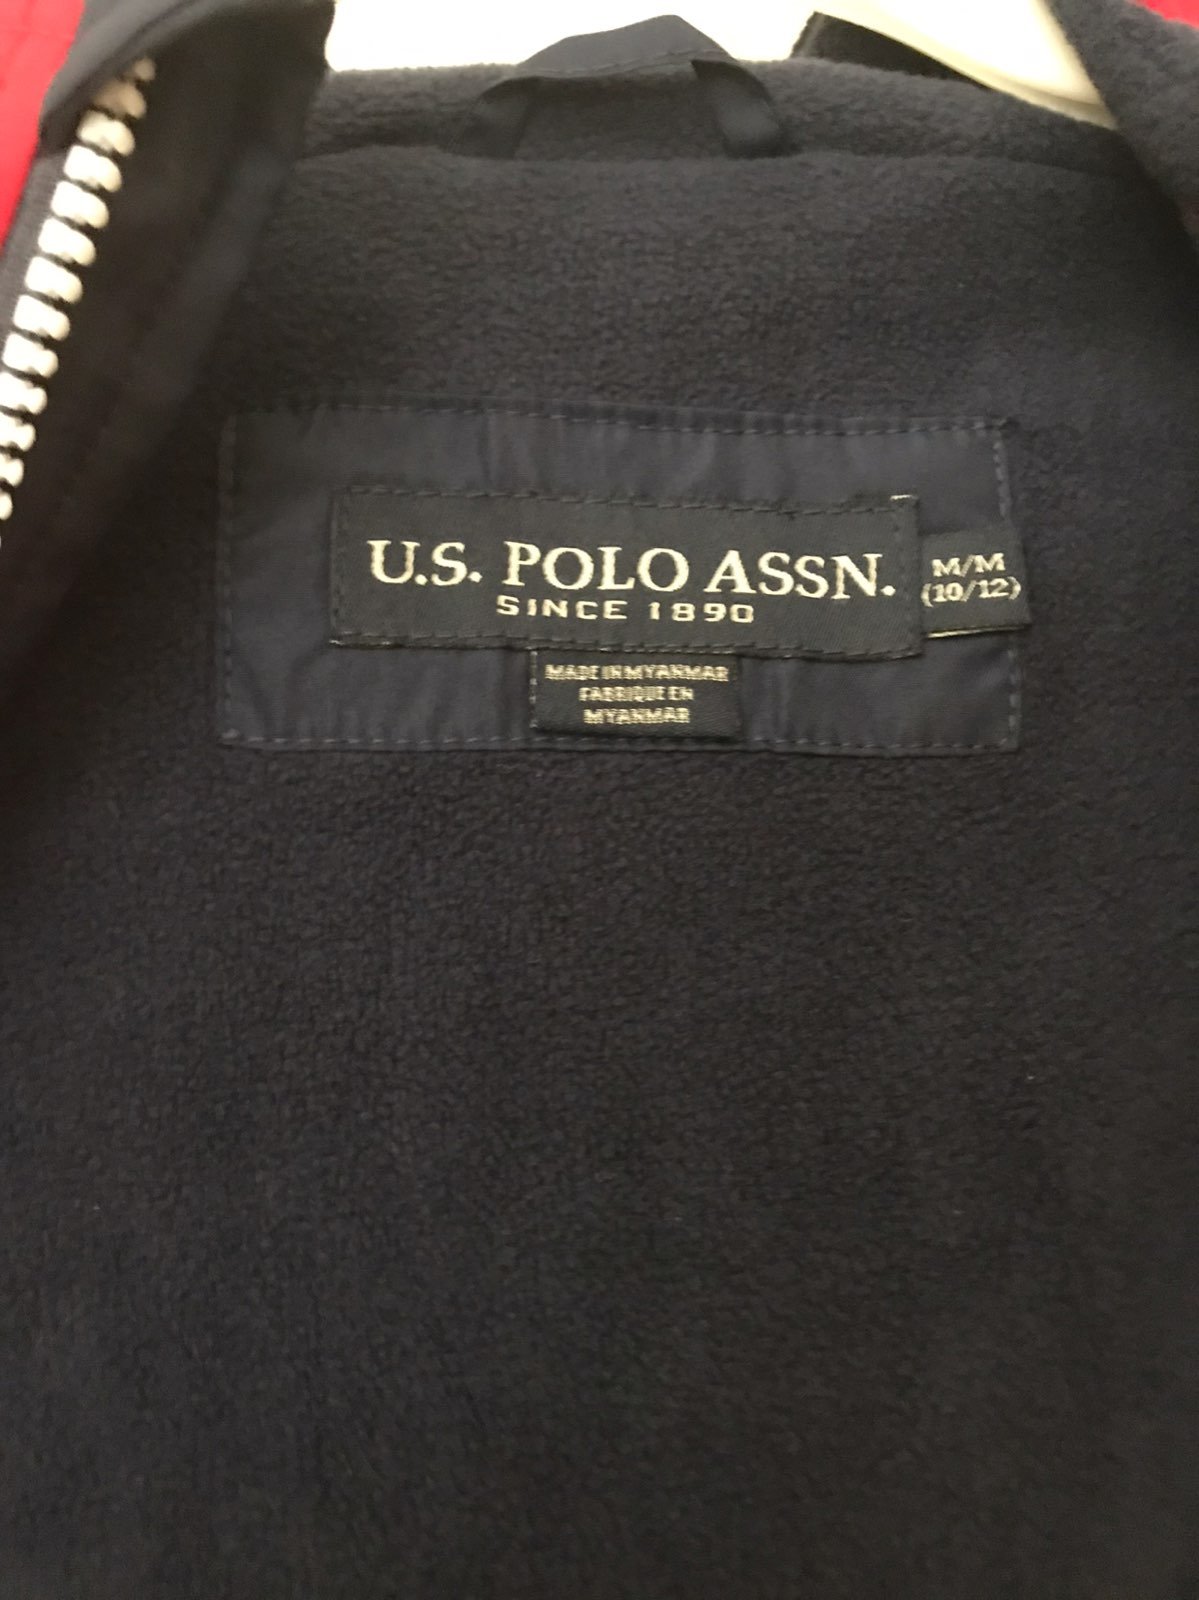 U.S. POLO ASSN.
SINCE 1890
M/M
(10/12)
MADE IN MYANMAR
FABRIQUE EN
MYANMAR